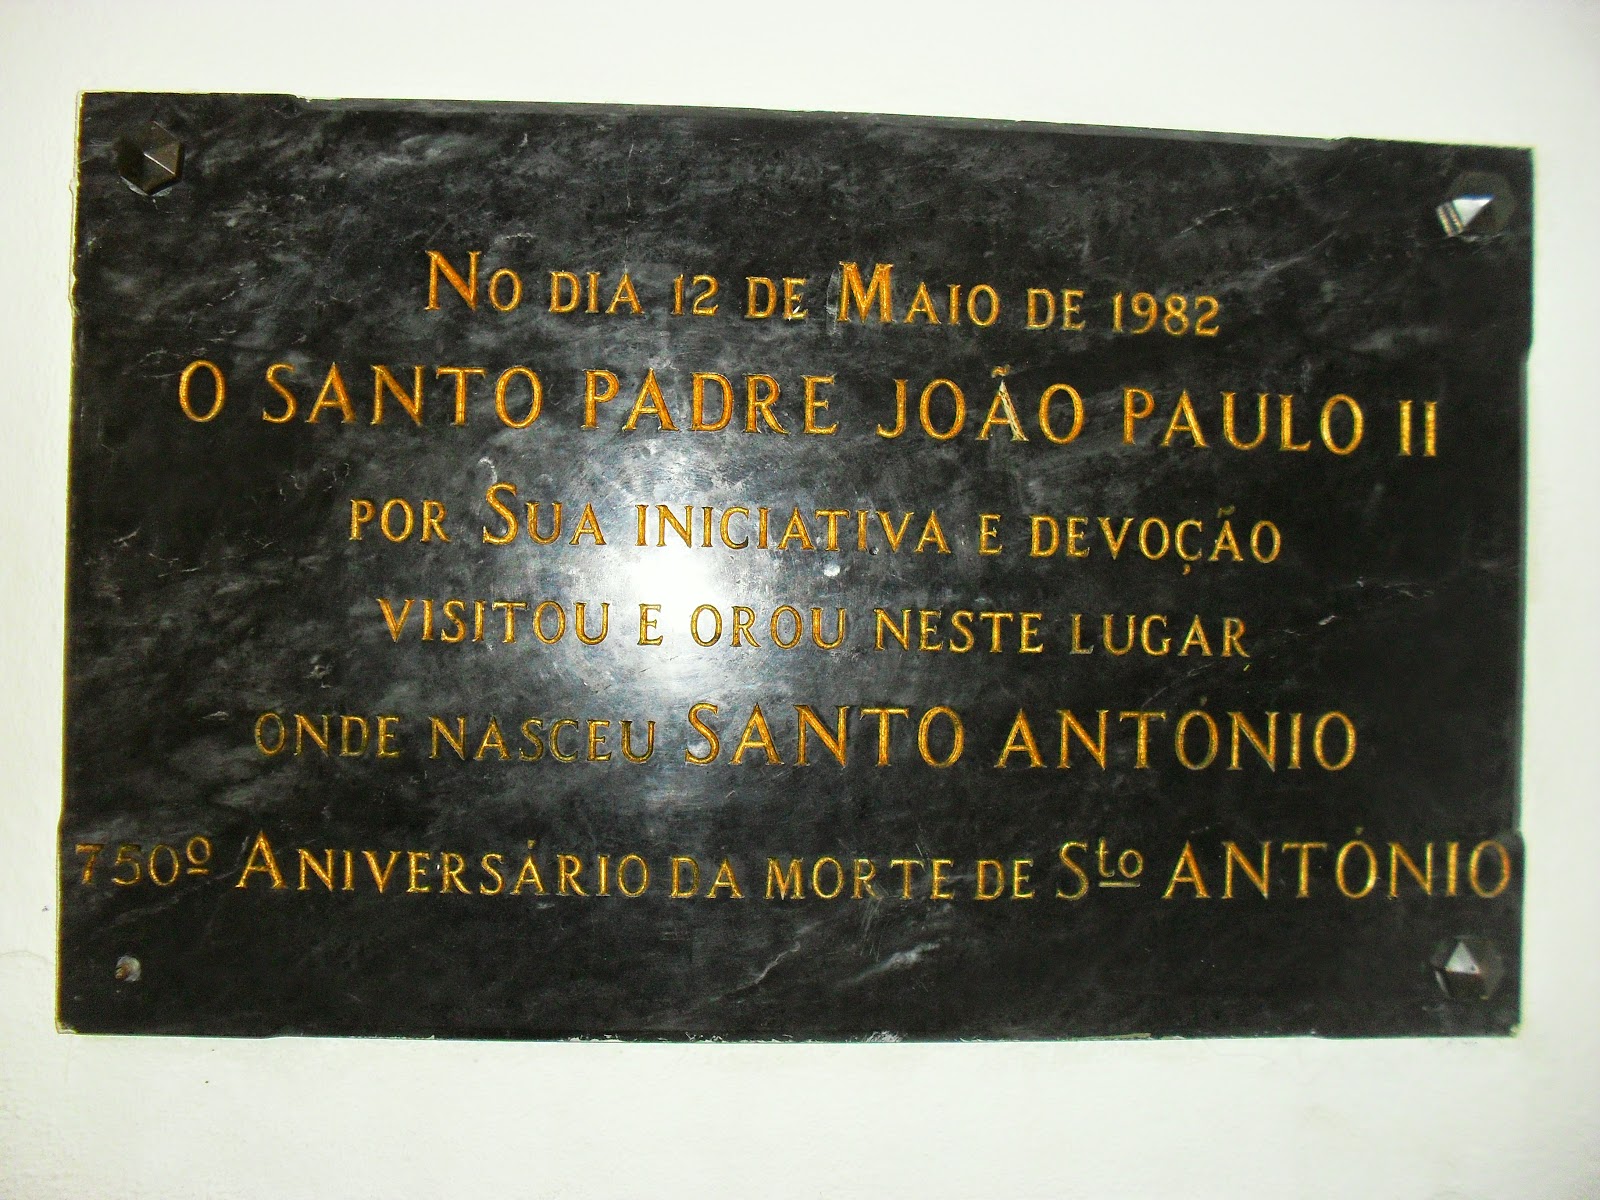 No dia 12 de Maio de 1982
O SANTO PADRE JOÃO PAULO II
por Sua iniciativa e devoção
visitou e orou neste lugar
onde nasceu SANTO ANTÓNIO
750º Aniversário da morte de Sto ANTÓNIO